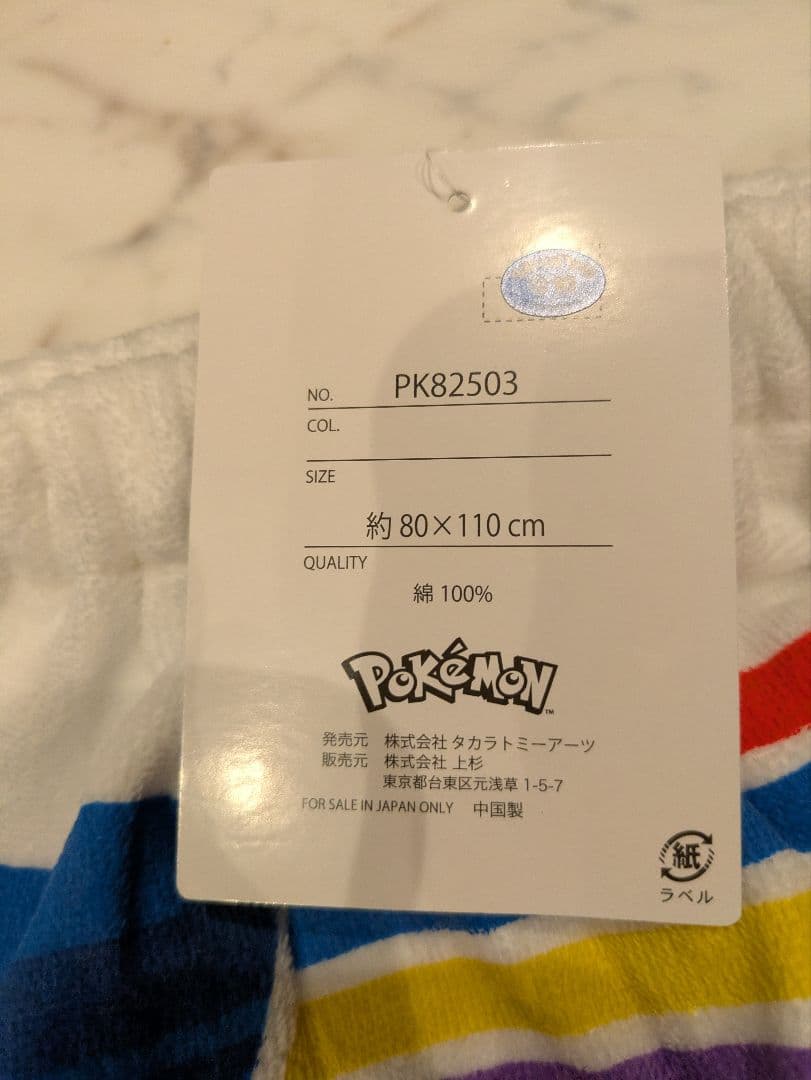 NO. PK82503
COL.
SIZE
約 80×110 cm
QUALITY
綿 100%
POKéMON™
発売元 株式会社 タカラトミーアーツ
販売元 株式会社 上杉
東京都台東区元浅草 1-5-7
FOR SALE IN JAPAN ONLY 中国製
紙
ラベル